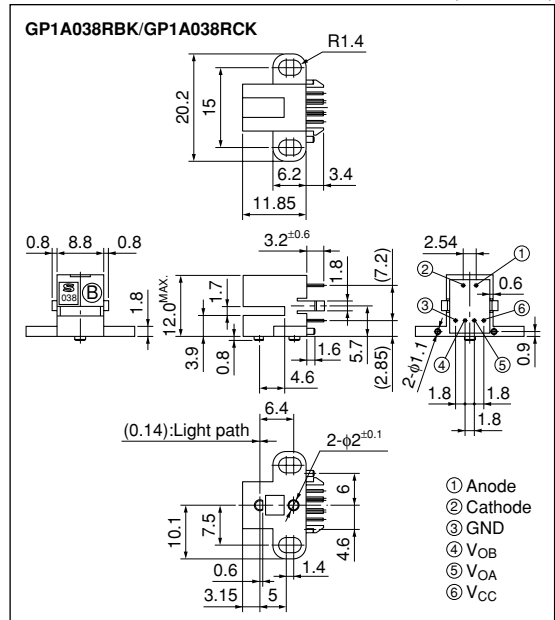 GP1A038RBK/GP1A038RCK
R1.4
20.2
15
6.2
3.4
11.85
0.8
8.8
0.8
S
038
B
1.8
3.2±0.6
12.0MAX.
1.7
1.8
(7.2)
3.9
0.8
1.6
4.6
5.7
(2.85)
2.54
②
①
0.6
③
⑥
2-φ1.1
④
⑤
0.9
1.8
1.8
1.8
6.4
(0.14):Light path
2-φ2±0.1
10.1
7.5
6
4.6
0.6
1.4
3.15
5
① Anode
② Cathode
③ GND
④ VOB
⑤ VOA
⑥ VCC